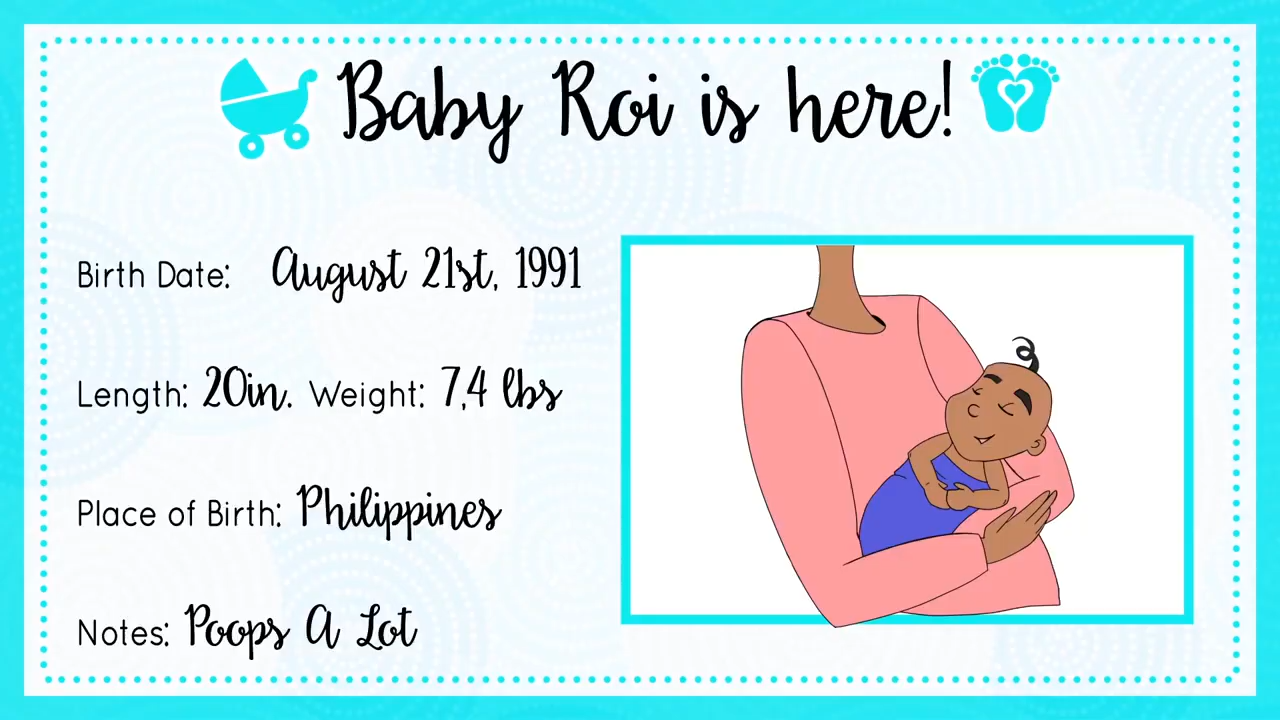 Baby Roi is here!
Birth Date: August 21st, 1991
Length: 20in. Weight: 7,4 lbs
Place of Birth: Philippines
Notes: Poops A Lot